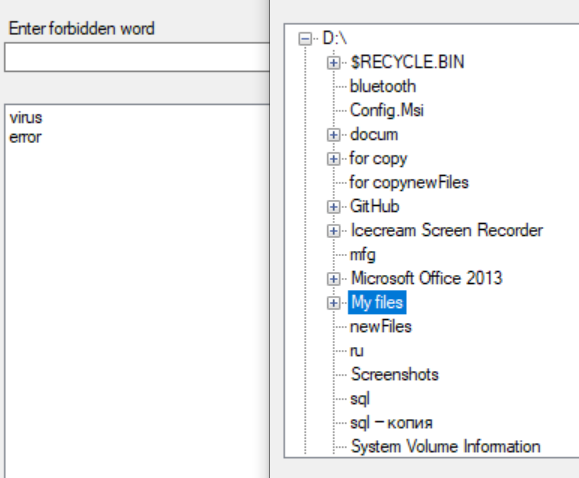 Enter forbidden word
virus
error
D:\
$RECYCLE.BIN
bluetooth
Config.Msi
docum
for copy
for copynewFiles
GitHub
Icecream Screen Recorder
mfg
Microsoft Office 2013
My files
newFiles
ru
Screenshots
sql
sql – копия
System Volume Information